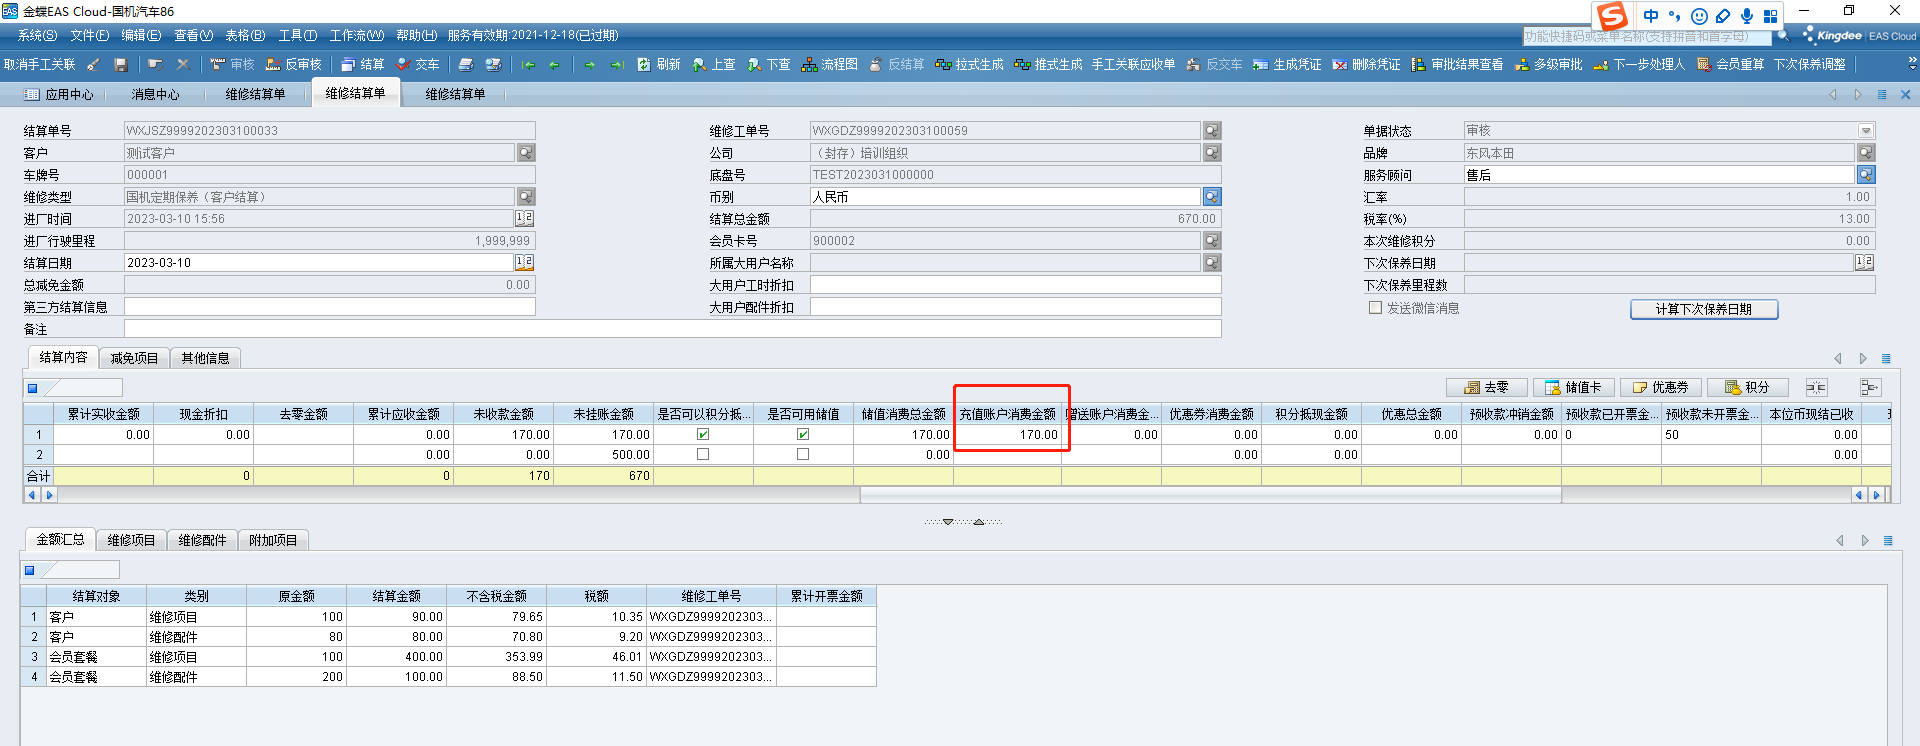 金蝶EAS Cloud-国机汽车86
中
系统(S) 文件(F) 编辑(E) 查看(V) 表格(B) 工具(T) 工作流(W) 帮助(H) 服务有效期:2021-12-18(已过期)
功能快捷码或菜单名称(支持拼音和首字母)
Kingdee EAS Cloud
取消手工关联 审核 反审核 结算 交车 刷新 上查 下查 流程图 反结算 拉式生成 推式生成 手工关联应收单 反交车 生成凭证 删除凭证 审批结果查看 多级审批 下一步处理人 会员重算 下次保养调整
应用中心 消息中心 维修结算单 维修结算单 维修结算单
结算单号 WXJSZ9999202303100033 维修工单号 WXGDZ9999202303100059 单据状态 审核
客户 测试客户 公司 （封存）培训组织 品牌 东风本田
车牌号 000001 底盘号 TEST2023031000000 服务顾问 售后
维修类型 国机定期保养（客户结算） 币别 人民币 汇率 1.00
进厂时间 2023-03-10 15:56 结算总金额 670.00 税率(%) 13.00
进厂行驶里程 1,999,999 会员卡号 900002 本次维修积分 0.00
结算日期 2023-03-10 所属大用户名称 下次保养日期
总减免金额 0.00 大用户工时折扣 下次保养里程数
第三方结算信息 大用户配件折扣 发送微信消息 计算下次保养日期
备注
结算内容 减免项目 其他信息
去零 储值卡 优惠券 积分
累计实收金额 现金折扣 去零金额 累计应收金额 未收款金额 未挂账金额 是否可以积分抵... 是否可用储值 储值消费总金额 充值账户消费金额 赠送账户消费金... 优惠券消费金额 积分抵现金额 优惠总金额 预收款冲销金额 预收款已开票金... 预收款未开票金... 本位币现结已收
1 0.00 0.00 0.00 170.00 170.00 170.00 170.00 0.00 0.00 0.00 0.00 0.00 0 50 0.00
2 0.00 0.00 500.00 0.00 0.00 0.00 0.00
合计 0 0 170 670
金额汇总 维修项目 维修配件 附加项目
结算对象 类别 原金额 结算金额 不含税金额 税额 维修工单号 累计开票金额
1 客户 维修项目 100 90.00 79.65 10.35 WXGDZ9999202303...
2 客户 维修配件 80 80.00 70.80 9.20 WXGDZ9999202303...
3 会员套餐 维修项目 100 400.00 353.99 46.01 WXGDZ9999202303...
4 会员套餐 维修配件 200 100.00 88.50 11.50 WXGDZ9999202303...